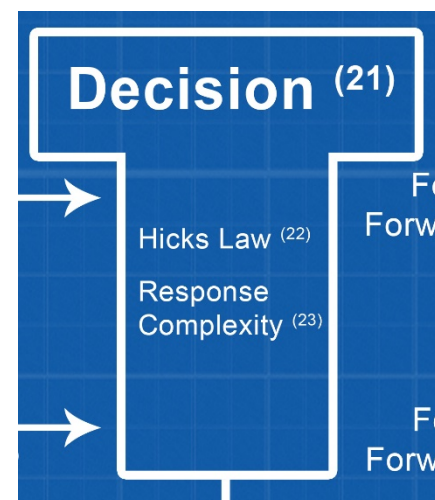 Decision (21)
Hicks Law (22)
Response
Complexity (23)